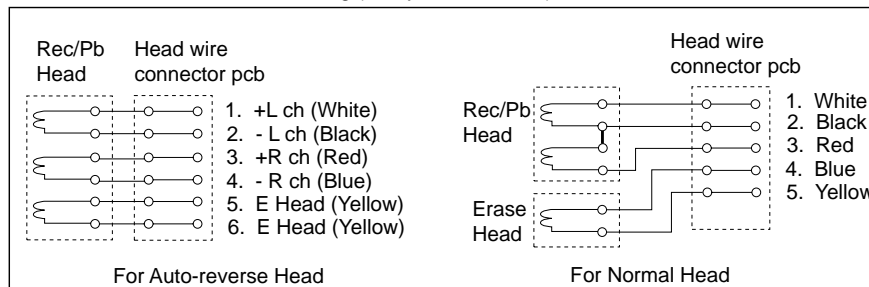 Rec/Pb Head
Head wire connector pcb
1. +L ch (White)
2. - L ch (Black)
3. +R ch (Red)
4. - R ch (Blue)
5. E Head (Yellow)
6. E Head (Yellow)
For Auto-reverse Head
Head wire connector pcb
Rec/Pb Head
Erase Head
1. White
2. Black
3. Red
4. Blue
5. Yellow
For Normal Head